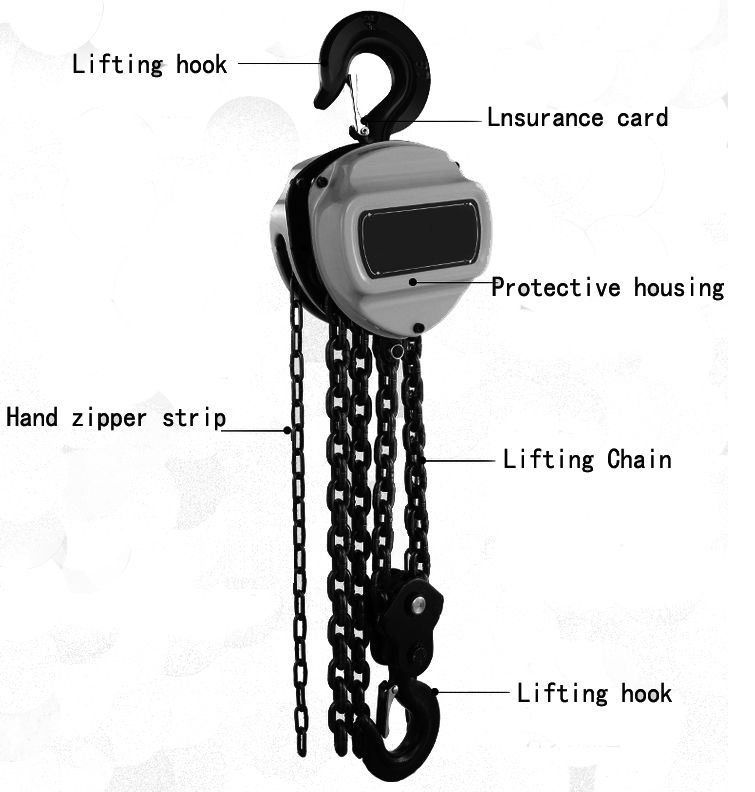 Lifting hook
Lnsurance card
Protective housing
Hand zipper strip
Lifting Chain
Lifting hook